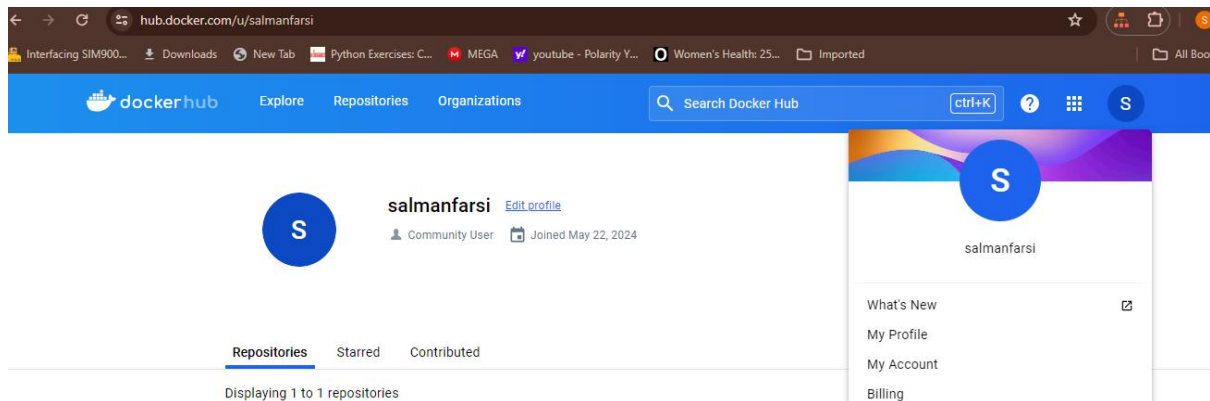 hub.docker.com/u/salmanfarsi
Interfacing SIM900... Downloads New Tab Python Exercises: C... MEGA youtube - Polarity Y... Women's Health: 25... Imported All Boo
dockerhub Explore Repositories Organizations Search Docker Hub ctrl+K ? S
S
salmanfarsi Edit profile
Community User Joined May 22, 2024
Repositories Starred Contributed
Displaying 1 to 1 repositories
S
salmanfarsi
What's New
My Profile
My Account
Billing